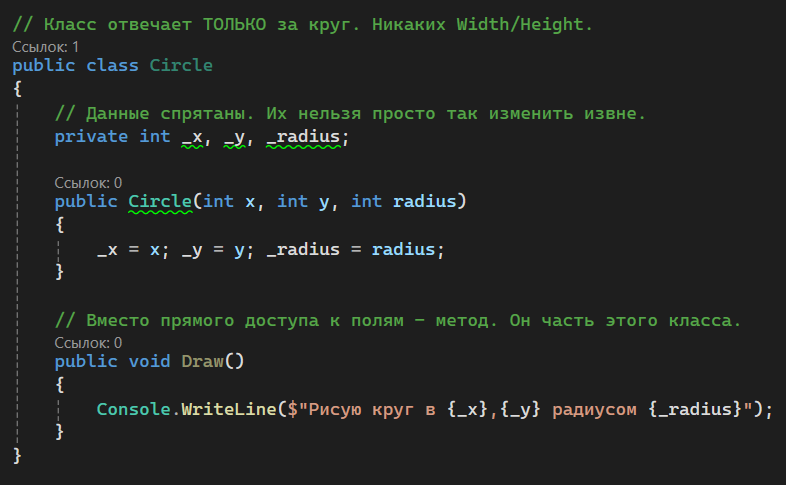 // Класс отвечает ТОЛЬКО за круг. Никаких Width/Height.
Ссылок: 1
public class Circle
{
// Данные спрятаны. Их нельзя просто так изменить извне.
private int _x, _y, _radius;
Ссылок: 0
public Circle(int x, int y, int radius)
{
_x = x; _y = y; _radius = radius;
}
// Вместо прямого доступа к полям — метод. Он часть этого класса.
Ссылок: 0
public void Draw()
{
Console.WriteLine($"Рисую круг в {_x},{_y} радиусом {_radius}");
}
}